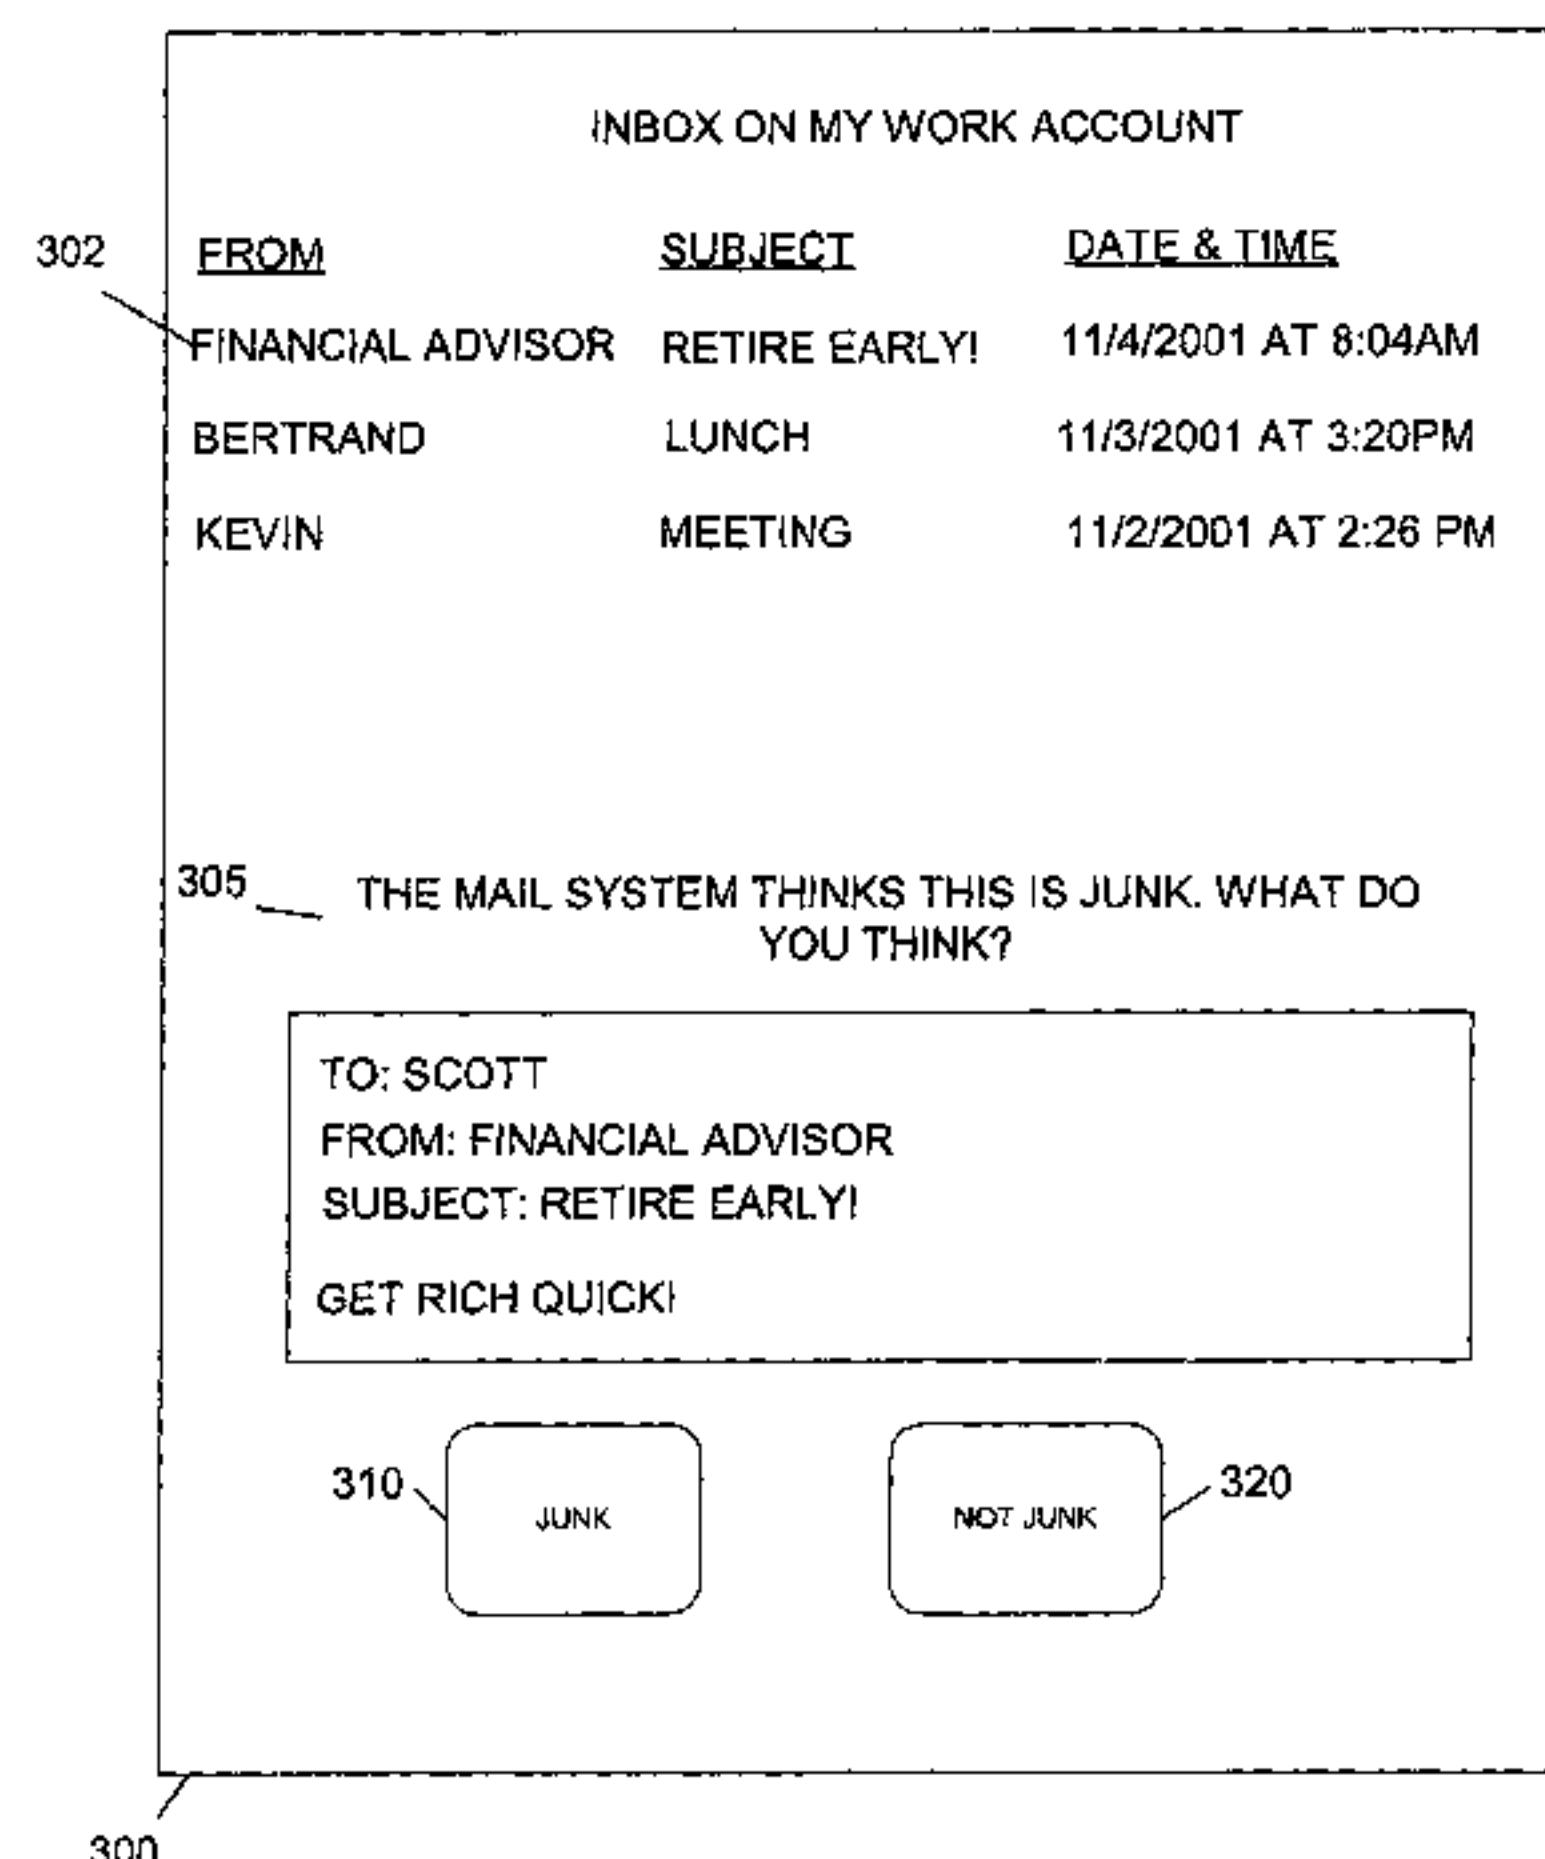 INBOX ON MY WORK ACCOUNT
302 FROM SUBJECT DATE & TIME
FINANCIAL ADVISOR RETIRE EARLY! 11/4/2001 AT 8:04AM
BERTRAND LUNCH 11/3/2001 AT 3:20PM
KEVIN MEETING 11/2/2001 AT 2:26 PM
305 THE MAIL SYSTEM THINKS THIS IS JUNK. WHAT DO
YOU THINK?
TO: SCOTT
FROM: FINANCIAL ADVISOR
SUBJECT: RETIRE EARLY!
GET RICH QUICK!
310 JUNK NOT JUNK 320
300